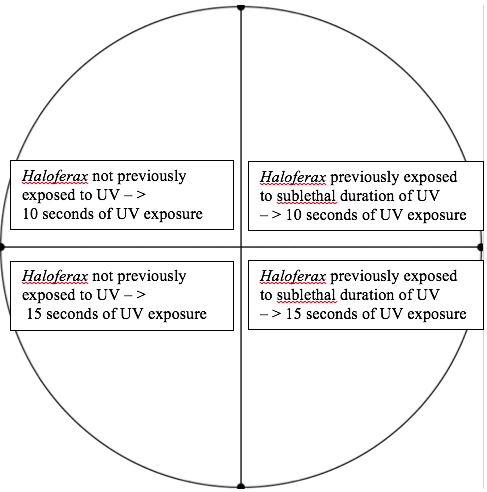 Haloferax not previously
exposed to UV – >
10 seconds of UV exposure
Haloferax previously exposed
to sublethal duration of UV
– > 10 seconds of UV exposure
Haloferax not previously
exposed to UV – >
15 seconds of UV exposure
Haloferax previously exposed
to sublethal duration of UV
– > 15 seconds of UV exposure